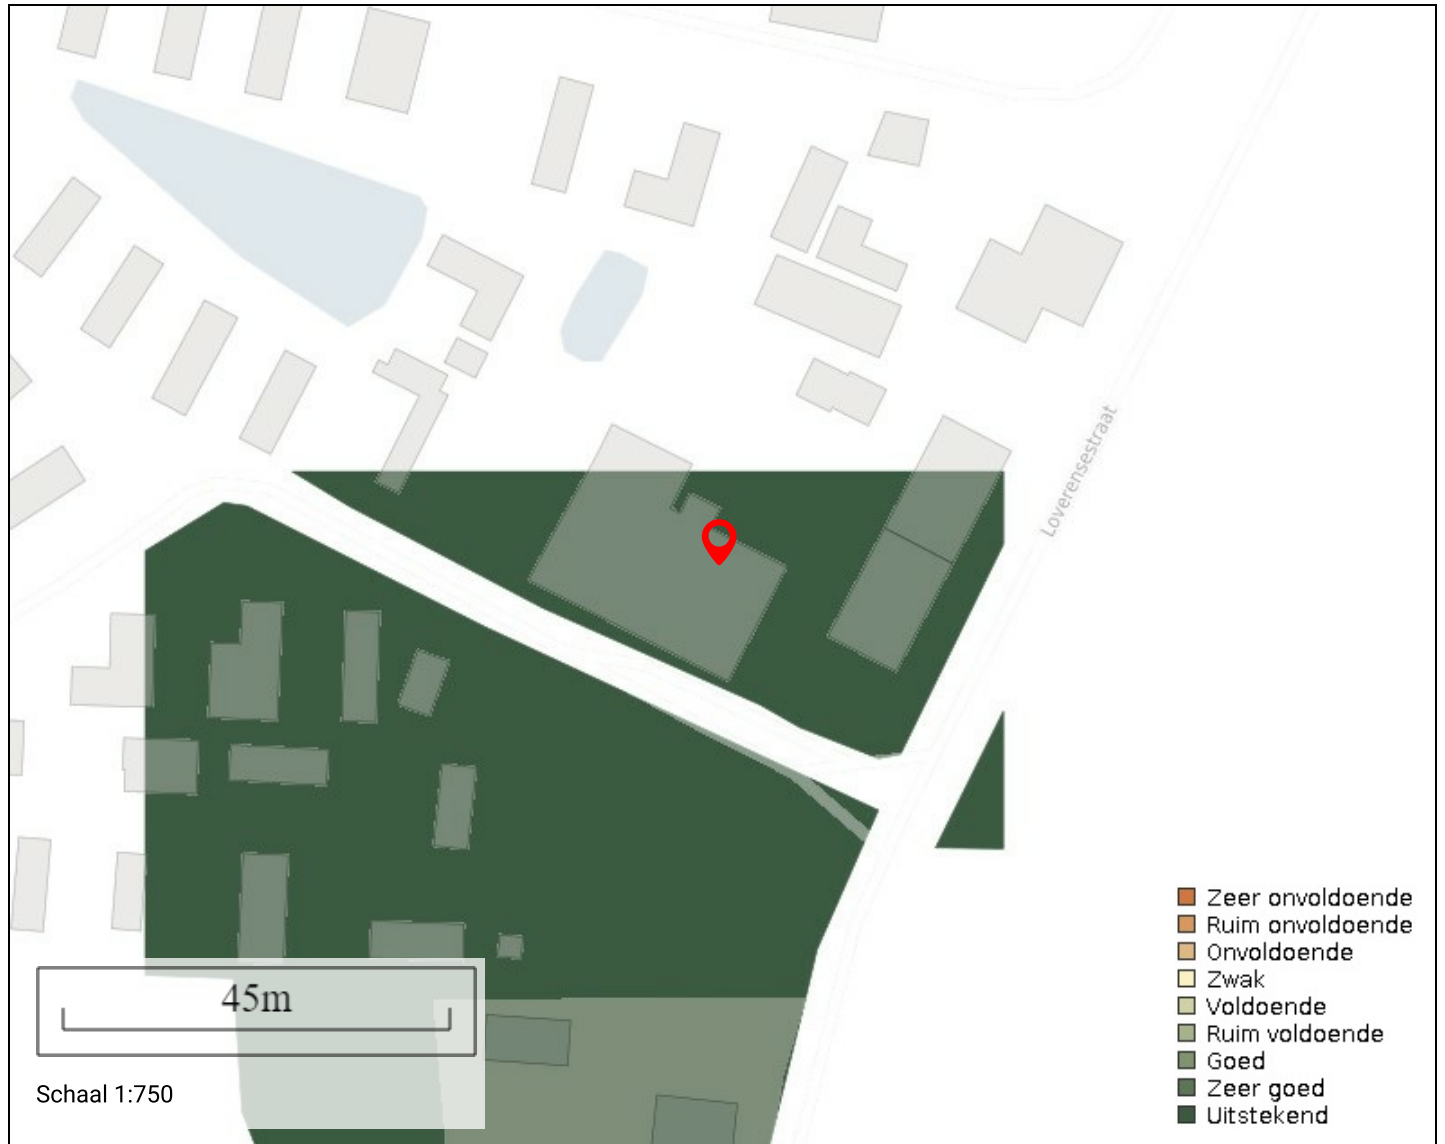 Loverensestraat
45m
Schaal 1:750
Zeer onvoldoende
Ruim onvoldoende
Onvoldoende
Zwak
Voldoende
Ruim voldoende
Goed
Zeer goed
Uitstekend